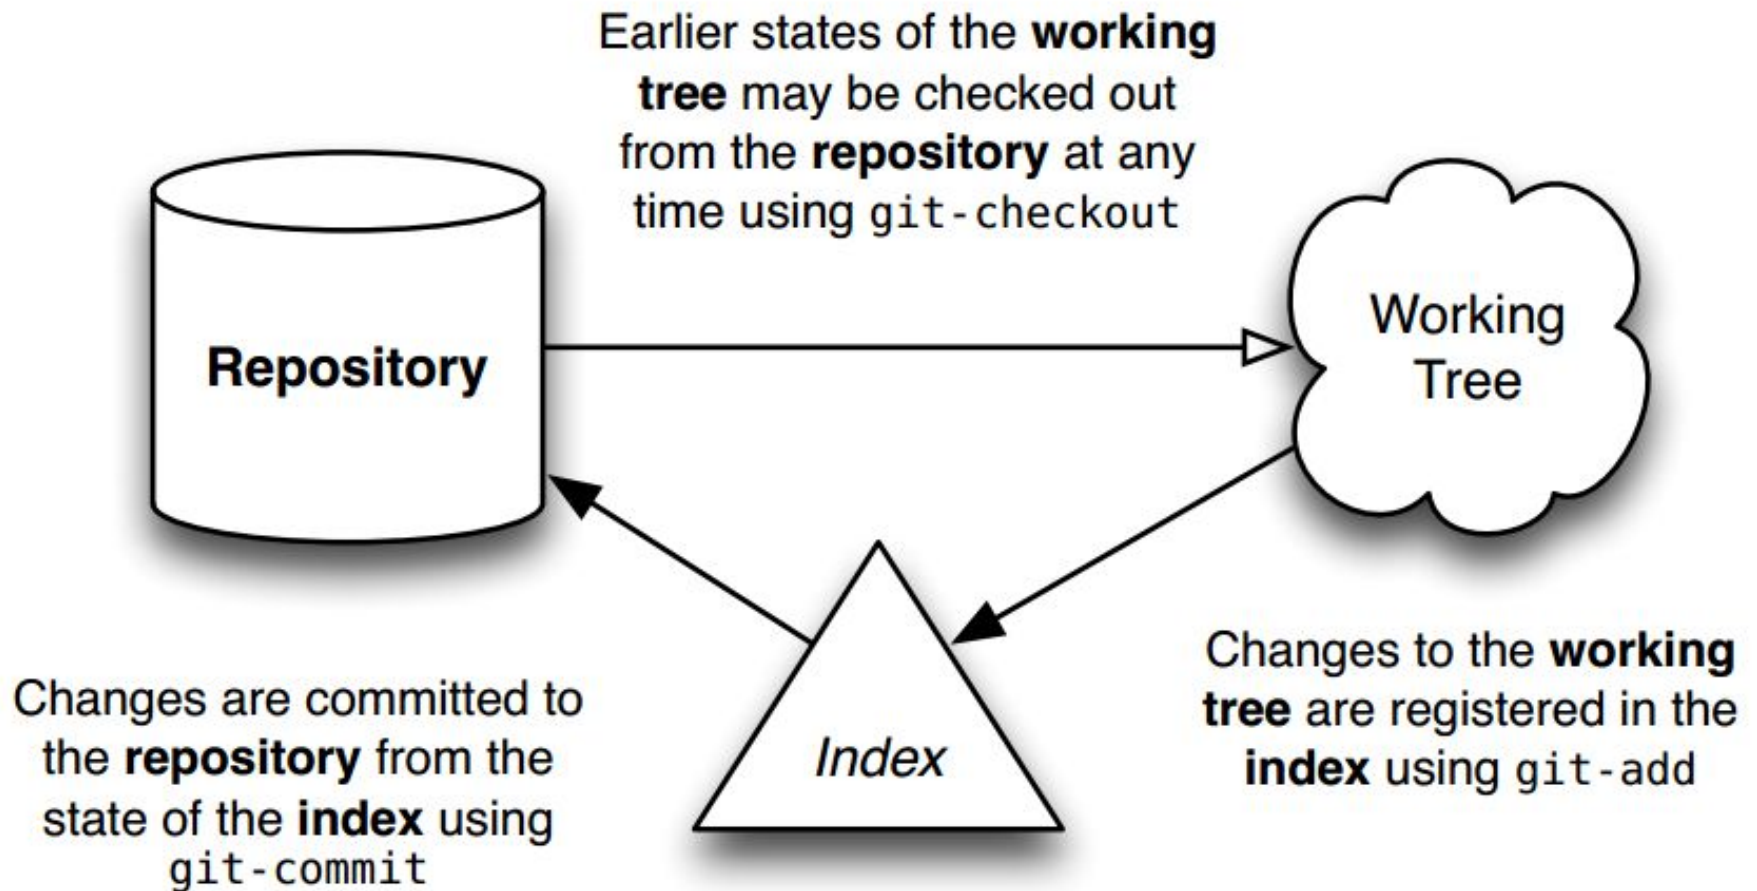 Earlier states of the working
tree may be checked out
from the repository at any
time using git-checkout
Repository
Working
Tree
Index
Changes to the working
tree are registered in the
index using git-add
Changes are committed to
the repository from the
state of the index using
git-commit